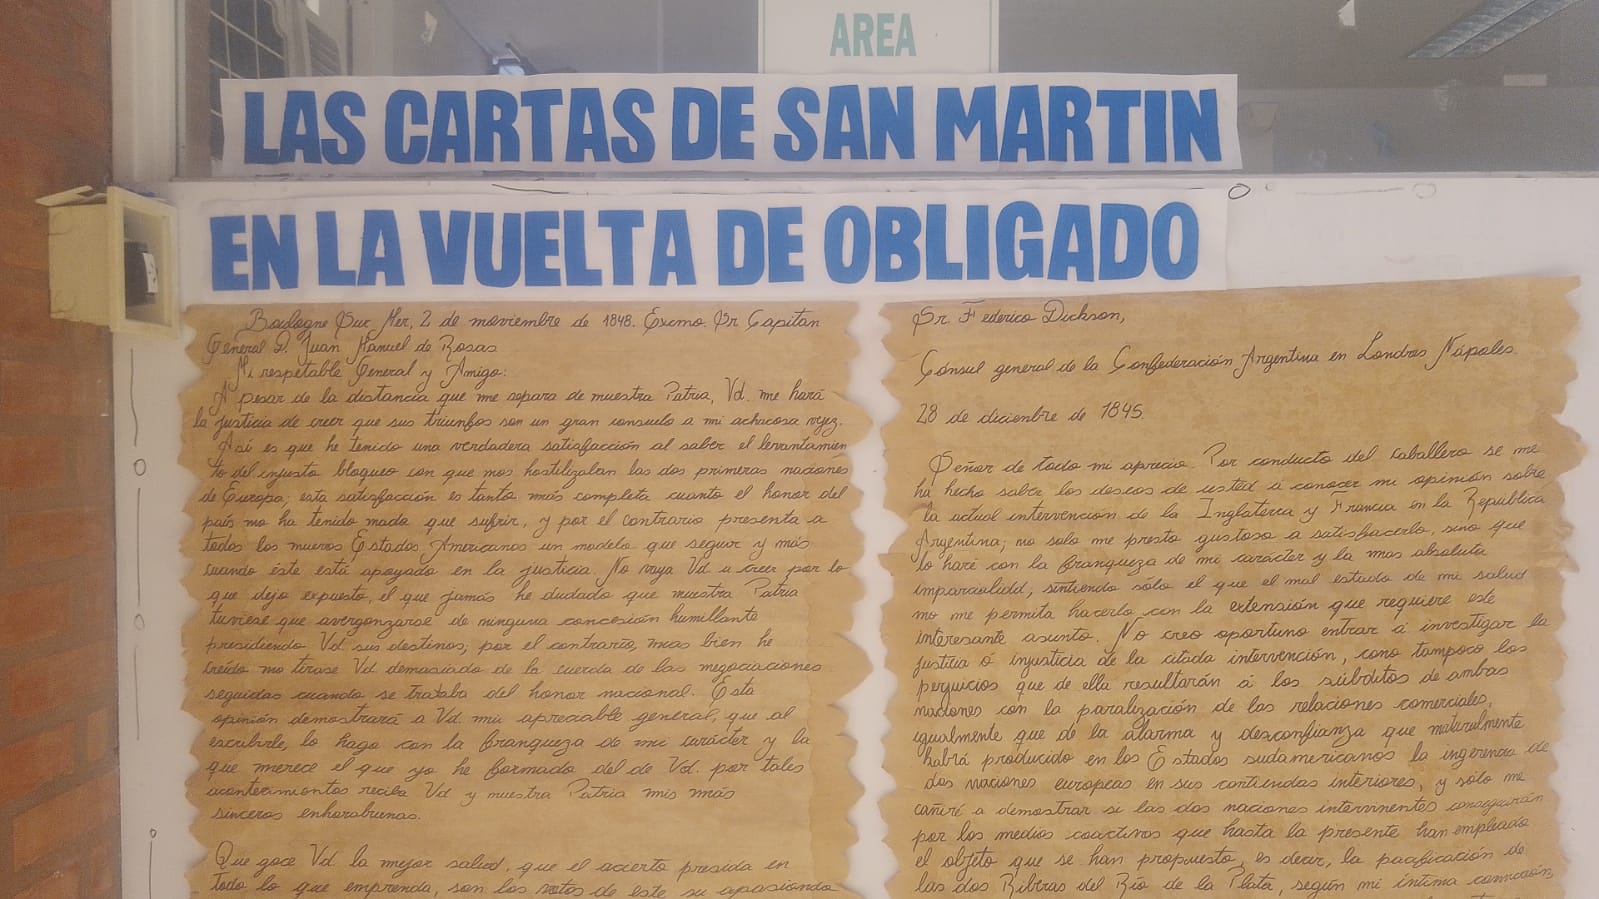 AREA
LAS CARTAS DE SAN MARTIN
EN LA VUELTA DE OBLIGADO
Boulogne Sur Mer, 2 de noviembre de 1848. Excmo. Sr Capitan
General D. Juan Manuel de Rosas
Mi respetable General y Amigo:
A pesar de la distancia que me separa de nuestra Patria, Vd. me hará
la justicia de creer que sus triunfos son un gran consuelo a mi achacosa vejez.
Así es que he tenido una verdadera satisfacción al saber el levantamien
to del injusto bloqueo con que nos hostilizaban las dos primeras naciones
de Europa; esta satisfacción es tanto más completa cuanto el honor del
país no ha tenido nada que sufrir, y por el contrario presenta a
todos los nuevos Estados Americanos un modelo que seguir y más
cuando éste está apoyado en la justicia. No vaya Vd a creer por lo
que dejo expuesto, el que jamás he dudado que nuestra Patria
tuviese que avergonzarse de ninguna concesión humillante
presidiendo Vd. sus destinos; por el contrario, mas bien he
creído no tirase Vd. demasiado de la cuerda de las negociaciones
seguidas cuando se trataba del honor nacional. Esta
opinión demostrará a Vd. mi apreciable general, que al
escribirle, lo hago con la franqueza de mi carácter y la
que merece el que yo he formado del de Vd. por tales
acontecimientos reciba Vd y nuestra Patria mis más
sinceras enhorabuenas.
Que goce Vd. la mejor salud, que el acierto presida en
todo lo que emprenda, son los votos de este su apasionado
Sr. Federico Dickson,
Cónsul general de la Confederación Argentina en Londres Nápoles.
28 de diciembre de 1845.
Señor de todo mi aprecio. Por conducto del caballero se me
ha hecho saber los deseos de usted a conocer mi opinión sobre
la actual intervención de la Inglaterra y Francia en la República
Argentina; no solo me presto gustoso a satisfacerlo, sino que
lo haré con la franqueza de mi carácter y la mas absoluta
imparcialidd; sintiendo sólo el que el mal estado de mi salud
no me permita hacerlo con la extensión que requiere este
interesante asunto. No creo oportuno entrar á investigar la
justicia ó injusticia de la citada intervención, como tampoco los
perjuicios que de ella resultarán á los súbditos de ambas
naciones con la paralización de las relaciones comerciales,
igualmente que de la alarma y desconfianza que naturalmente
habrá producido en los Estados sudamericanos la ingerencia de
dos naciones europeas en sus contiendas interiores, y sólo me
cañiré a demostrar si las dos naciones intervinentes conseguirán
por los medios coactivos que hasta la presente han empleado
el objeto que se han propuesto, es decir, la pacificación de
las dos Riberas del Río de la Plata, según mi íntima convicción,